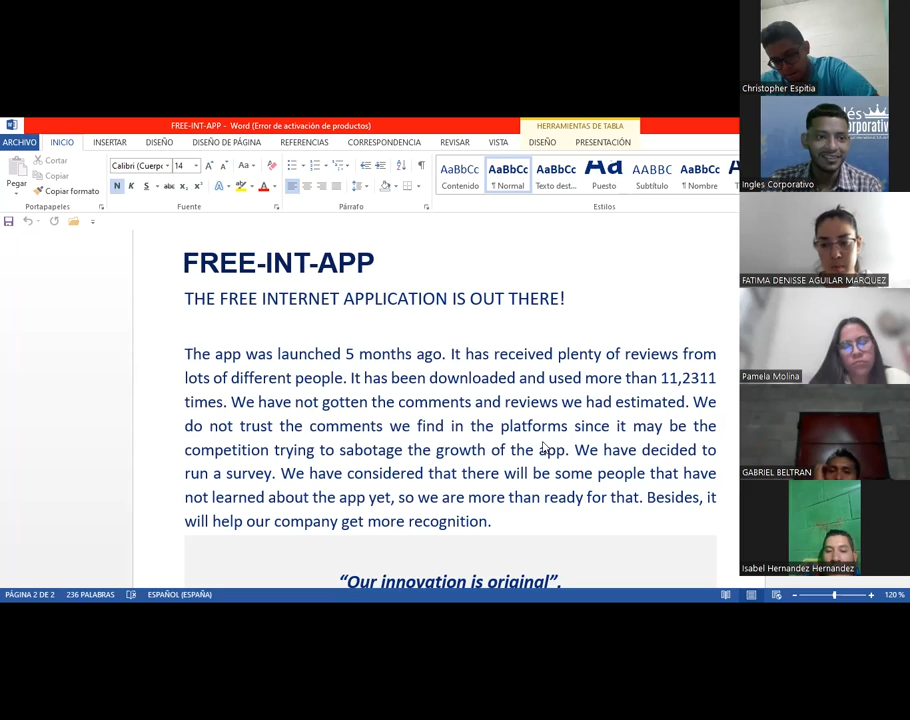 FREE-INT-APP - Word (Error de activación de productos)
HERRAMIENTAS DE TABLA
ARCHIVO INICIO INSERTAR DISEÑO DISEÑO DE PÁGINA REFERENCIAS CORRESPONDENCIA REVISAR VISTA DISEÑO PRESENTACIÓN
Pegar
Cortar
Copiar
Copiar formato
Portapapeles
Calibri (Cuerpo 14
N K S abc x₂ x²
Fuente
Párrafo
AaBbCc AaBbCc AaBbCc Aa AABBC AaBbCc
Contenido ¶ Normal Texto dest... Puesto Subtítulo ¶ Nombre
Estilos
FREE-INT-APP
THE FREE INTERNET APPLICATION IS OUT THERE!
The app was launched 5 months ago. It has received plenty of reviews from
lots of different people. It has been downloaded and used more than 11,2311
times. We have not gotten the comments and reviews we had estimated. We
do not trust the comments we find in the platforms since it may be the
competition trying to sabotage the growth of the app. We have decided to
run a survey. We have considered that there will be some people that have
not learned about the app yet, so we are more than ready for that. Besides, it
will help our company get more recognition.
“Our innovation is original”.
PÁGINA 2 DE 2 236 PALABRAS ESPAÑOL (ESPAÑA) 120 %
Christopher Espitia
Ingles Corporativo
FATIMA DENISSE AGUILAR MARQUEZ
Pamela Molina
GABRIEL BELTRAN
Isabel Hernandez Hernandez